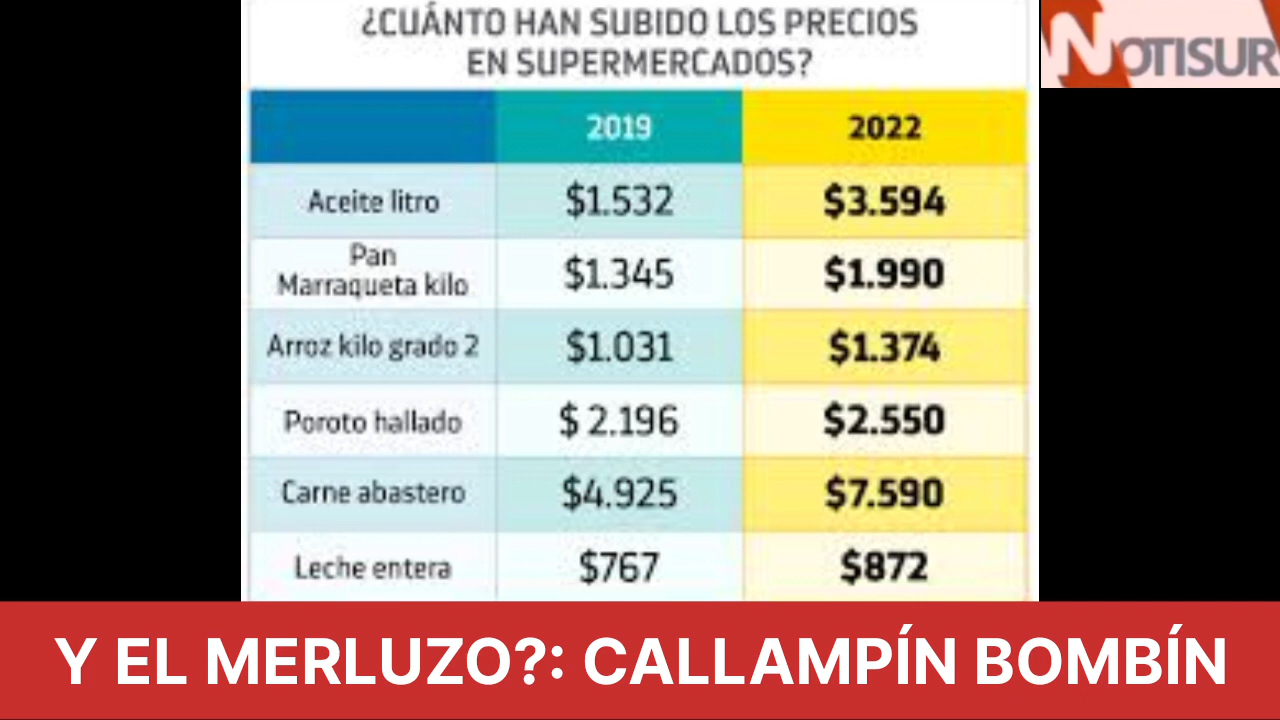 ¿CUÁNTO HAN SUBIDO LOS PRECIOS
EN SUPERMERCADOS?
NOTISUR
2019 2022
Aceite litro $1.532 $3.594
Pan
Marraqueta kilo $1.345 $1.990
Arroz kilo grado 2 $1.031 $1.374
Poroto hallado $ 2.196 $2.550
Carne abastero $4.925 $7.590
Leche entera $767 $872
Y EL MERLUZO?: CALLAMPÍN BOMBÍN